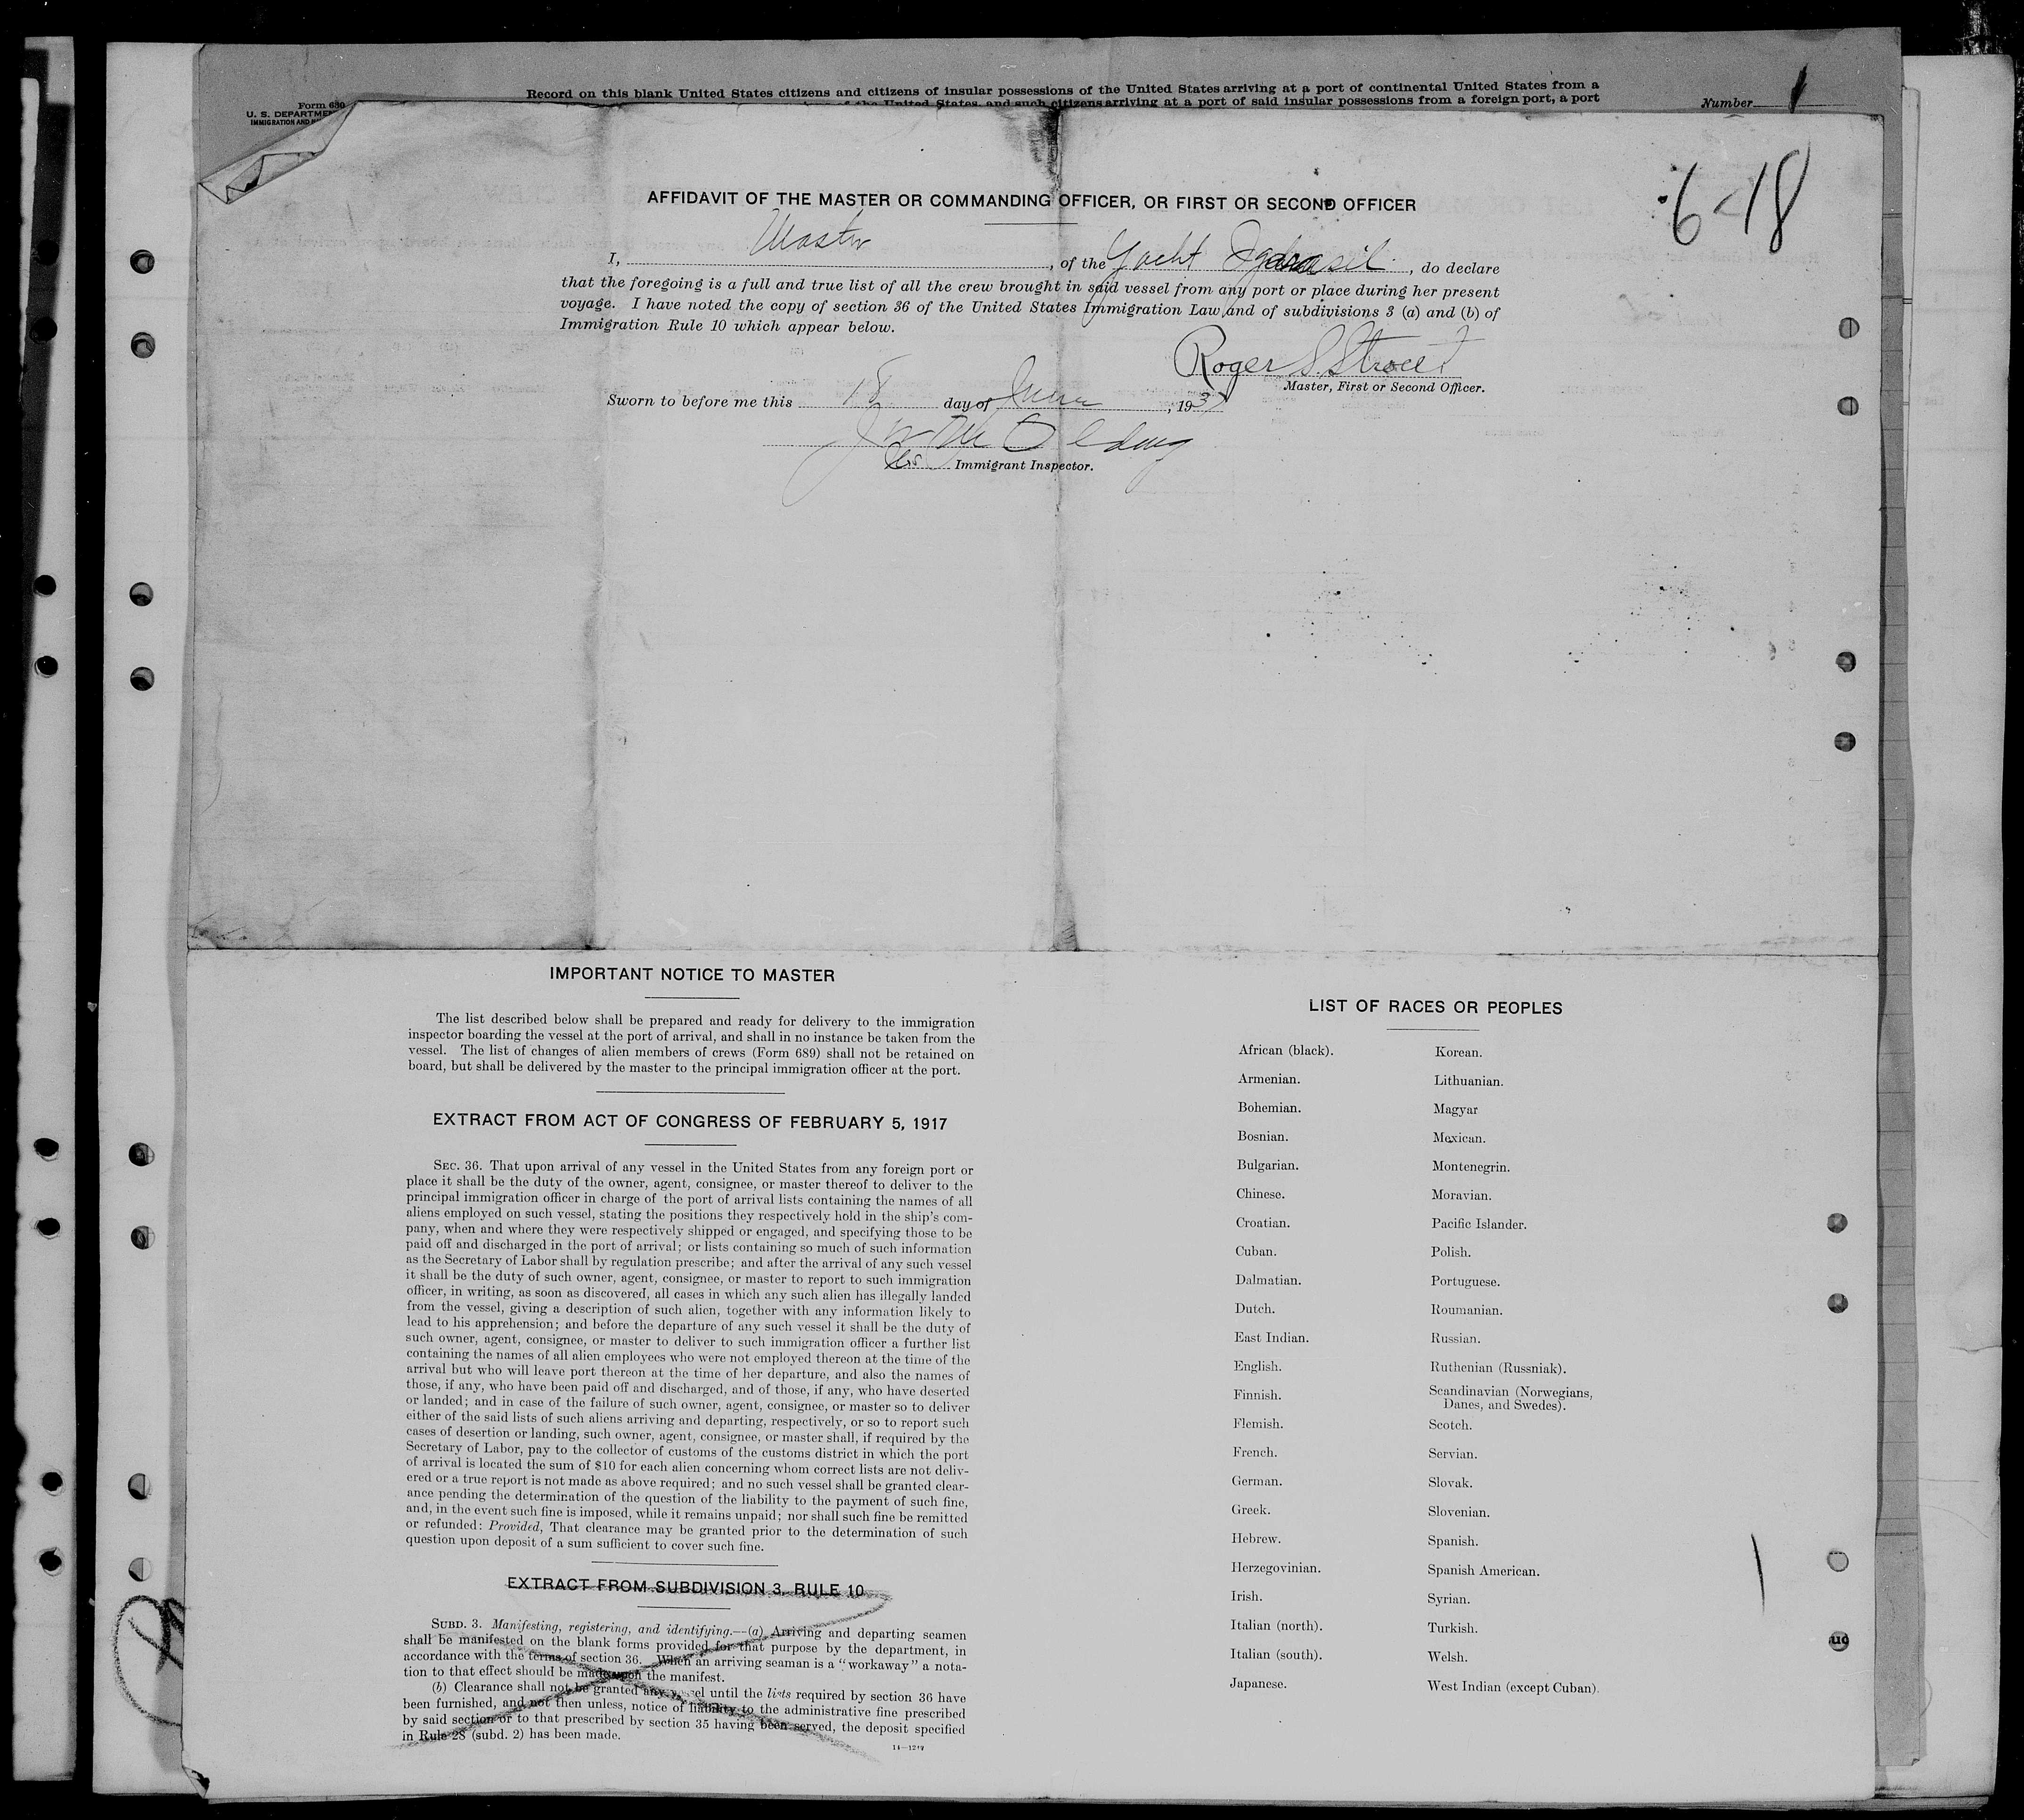 Form 680
U. S. DEPARTME
IMMIGRATION AND
Record on this blank United States citizens and citizens of insular possessions of the United States arriving at a port of continental United States from a
of the United States, and such citizens arriving at a port of said insular possessions from a foreign port, a port
Number
6-18
AFFIDAVIT OF THE MASTER OR COMMANDING OFFICER, OR FIRST OR SECOND OFFICER
I, Master, of the Yacht Igdrasil, do declare
that the foregoing is a full and true list of all the crew brought in said vessel from any port or place during her present
voyage. I have noted the copy of section 36 of the United States Immigration Law, and of subdivisions 3 (a) and (b) of
Immigration Rule 10 which appear below.
Roger S. Strout
Master, First or Second Officer.
Sworn to before me this 18 day of June, 1937
Immigrant Inspector.
IMPORTANT NOTICE TO MASTER
The list described below shall be prepared and ready for delivery to the immigration
inspector boarding the vessel at the port of arrival, and shall in no instance be taken from the
vessel. The list of changes of alien members of crews (Form 689) shall not be retained on
board, but shall be delivered by the master to the principal immigration officer at the port.
EXTRACT FROM ACT OF CONGRESS OF FEBRUARY 5, 1917
SEC. 36. That upon arrival of any vessel in the United States from any foreign port or
place it shall be the duty of the owner, agent, consignee, or master thereof to deliver to the
principal immigration officer in charge of the port of arrival lists containing the names of all
aliens employed on such vessel, stating the positions they respectively hold in the ship's com-
pany, when and where they were respectively shipped or engaged, and specifying those to be
paid off and discharged in the port of arrival; or lists containing so much of such information
as the Secretary of Labor shall by regulation prescribe; and after the arrival of any such vessel
it shall be the duty of such owner, agent, consignee, or master to report to such immigration
officer, in writing, as soon as discovered, all cases in which any such alien has illegally landed
from the vessel, giving a description of such alien, together with any information likely to
lead to his apprehension; and before the departure of any such vessel it shall be the duty of
such owner, agent, consignee, or master to deliver to such immigration officer a further list
containing the names of all alien employees who were not employed thereon at the time of the
arrival but who will leave port thereon at the time of her departure, and also the names of
those, if any, who have been paid off and discharged, and of those, if any, who have deserted
or landed; and in case of the failure of such owner, agent, consignee, or master so to deliver
either of the said lists of such aliens arriving and departing, respectively, or so to report such
cases of desertion or landing, such owner, agent, consignee, or master shall, if required by the
Secretary of Labor, pay to the collector of customs of the customs district in which the port
of arrival is located the sum of $10 for each alien concerning whom correct lists are not deliv-
ered or a true report is not made as above required; and no such vessel shall be granted clear-
ance pending the determination of the question of the liability to the payment of such fine,
and, in the event such fine is imposed, while it remains unpaid; nor shall such fine be remitted
or refunded: Provided, That clearance may be granted prior to the determination of such
question upon deposit of a sum sufficient to cover such fine.
EXTRACT FROM SUBDIVISION 3, RULE 10
SUBD. 3. Manifesting, registering, and identifying.—(a) Arriving and departing seamen
shall be manifested on the blank forms provided for that purpose by the department, in
accordance with the terms of section 36. When an arriving seaman is a "workaway" a nota-
tion to that effect should be made upon the manifest.
(b) Clearance shall not be granted any vessel until the lists required by section 36 have
been furnished, and not then unless, notice of liability to the administrative fine prescribed
by said section or to that prescribed by section 35 having been served, the deposit specified
in Rule 28 (subd. 2) has been made.
LIST OF RACES OR PEOPLES
African (black).
Armenian.
Bohemian.
Bosnian.
Bulgarian.
Chinese.
Croatian.
Cuban.
Dalmatian.
Dutch.
East Indian.
English.
Finnish.
Flemish.
French.
German.
Greek.
Hebrew.
Herzegovinian.
Irish.
Italian (north).
Italian (south).
Japanese.
Korean.
Lithuanian.
Magyar
Mexican.
Montenegrin.
Moravian.
Pacific Islander.
Polish.
Portuguese.
Roumanian.
Russian.
Ruthenian (Russniak).
Scandinavian (Norwegians,
Danes, and Swedes).
Scotch.
Servian.
Slovak.
Slovenian.
Spanish.
Spanish American.
Syrian.
Turkish.
Welsh.
West Indian (except Cuban).